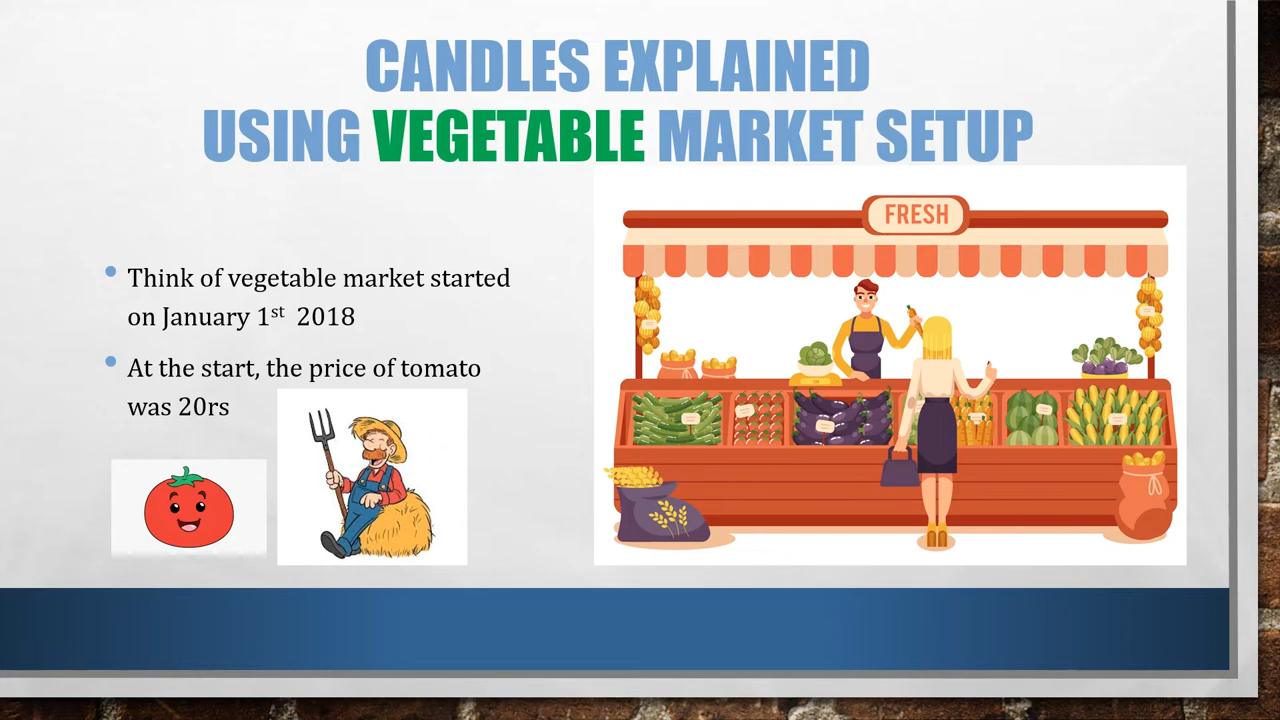 CANDLES EXPLAINED
USING VEGETABLE MARKET SETUP
FRESH
• Think of vegetable market started
on January 1st 2018
• At the start, the price of tomato
was 20rs